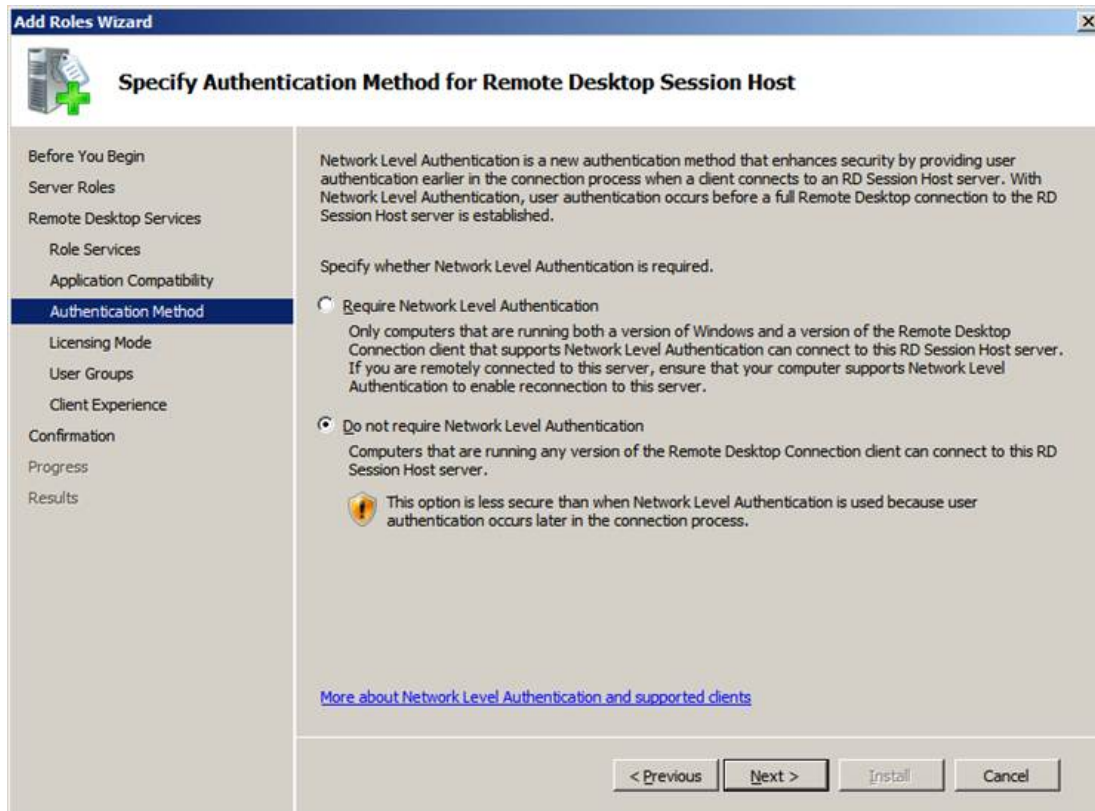 Add Roles Wizard
Specify Authentication Method for Remote Desktop Session Host
Before You Begin
Server Roles
Remote Desktop Services
Role Services
Application Compatibility
Authentication Method
Licensing Mode
User Groups
Client Experience
Confirmation
Progress
Results
Network Level Authentication is a new authentication method that enhances security by providing user
authentication earlier in the connection process when a client connects to an RD Session Host server. With
Network Level Authentication, user authentication occurs before a full Remote Desktop connection to the RD
Session Host server is established.
Specify whether Network Level Authentication is required.
Require Network Level Authentication
Only computers that are running both a version of Windows and a version of the Remote Desktop
Connection client that supports Network Level Authentication can connect to this RD Session Host server.
If you are remotely connected to this server, ensure that your computer supports Network Level
Authentication to enable reconnection to this server.
Do not require Network Level Authentication
Computers that are running any version of the Remote Desktop Connection client can connect to this RD
Session Host server.
This option is less secure than when Network Level Authentication is used because user
authentication occurs later in the connection process.
More about Network Level Authentication and supported clients
< Previous
Next >
Install
Cancel